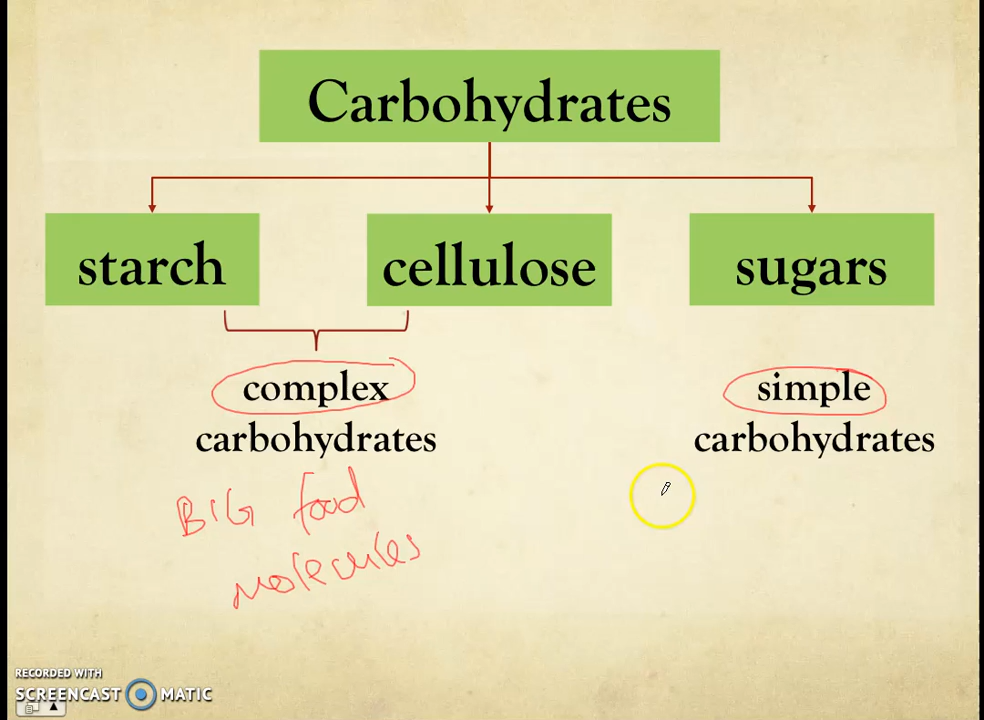 Carbohydrates
starch
cellulose
sugars
complex
carbohydrates
simple
carbohydrates
BIG food
molecules
RECORDED WITH
SCREENCAST MATIC